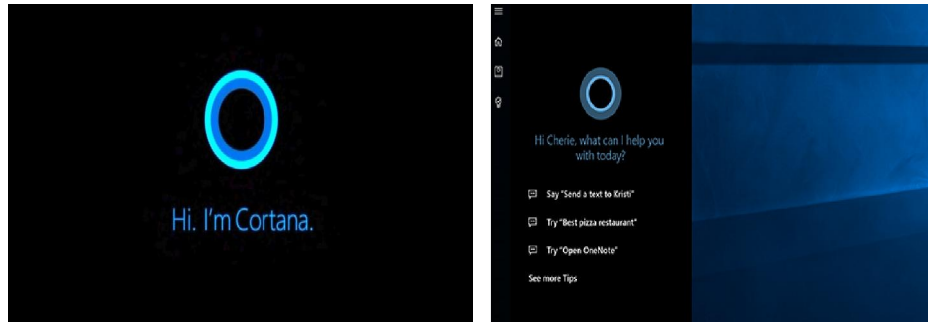 Hi. I'm Cortana.
Hi Cherie, what can I help you
with today?
Say "Send a text to Kristi"
Try "Best pizza restaurant"
Try "Open OneNote"
See more Tips